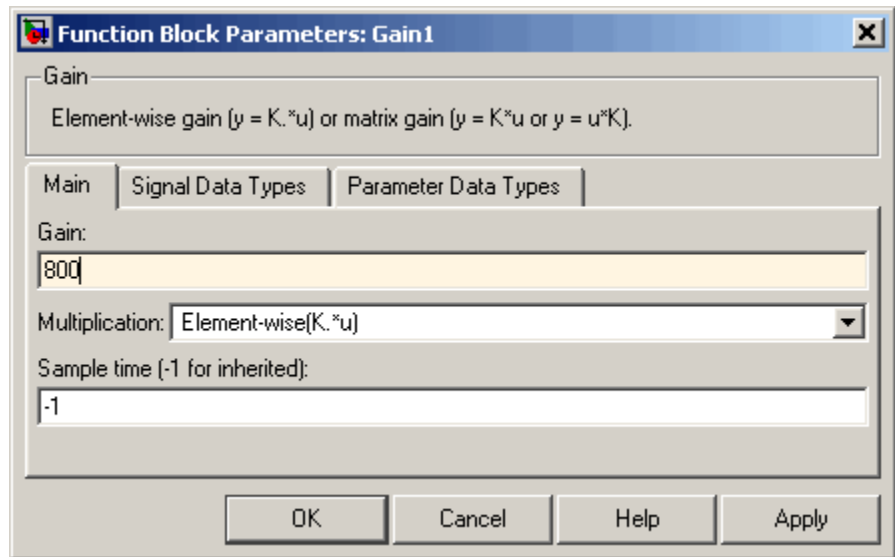 Function Block Parameters: Gain1
Gain
Element-wise gain (y = K.*u) or matrix gain (y = K*u or y = u*K).
Main Signal Data Types Parameter Data Types
Gain:
800
Multiplication: Element-wise(K.*u)
Sample time (-1 for inherited):
-1
OK Cancel Help Apply